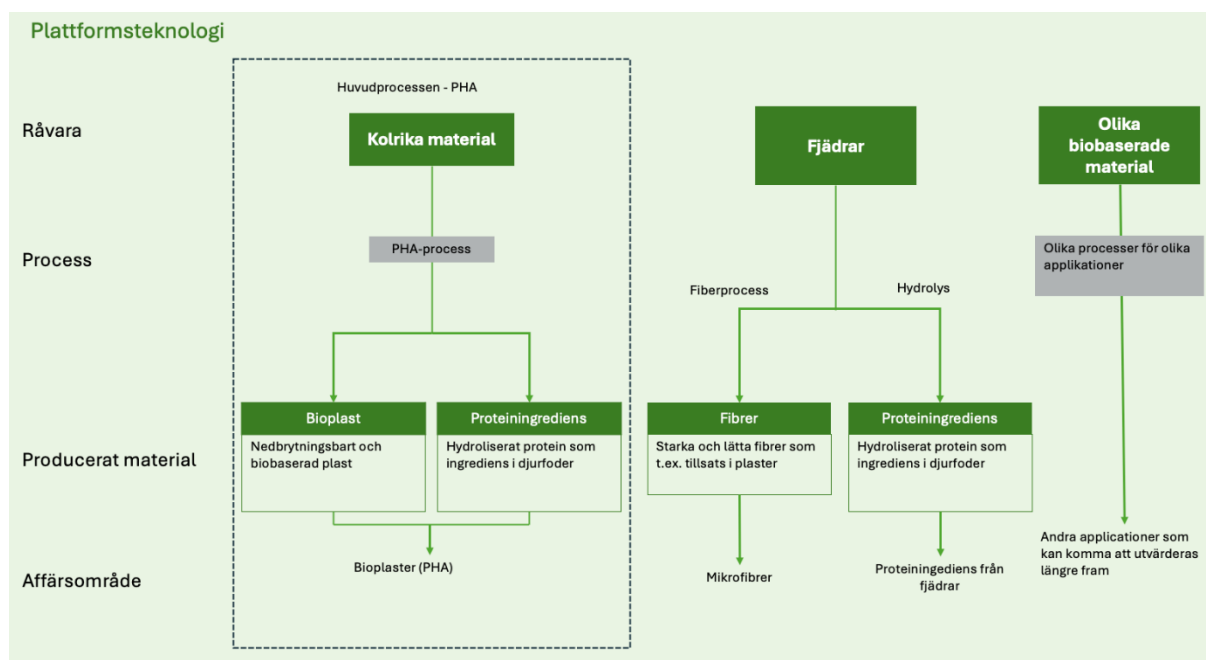 Plattformsteknologi
Huvudprocessen - PHA
Råvara
Kolrika material
Fjädrar
Olika
biobaserade
material
Process
PHA-process
Olika processer för olika
applikationer
Fiberprocess
Hydrolys
Producerat material
Bioplast
Nedbrytningsbart och
biobaserad plast
Proteiningrediens
Hydroliserat protein som
ingrediens i djurfoder
Fibrer
Starka och lätta fibrer som
t.ex. tillsats i plaster
Proteiningrediens
Hydroliserat protein som
ingrediens i djurfoder
Affärsområde
Bioplaster (PHA)
Mikrofibrer
Proteiningediens från
fjädrar
Andra applicationer som
kan komma att utvärderas
längre fram